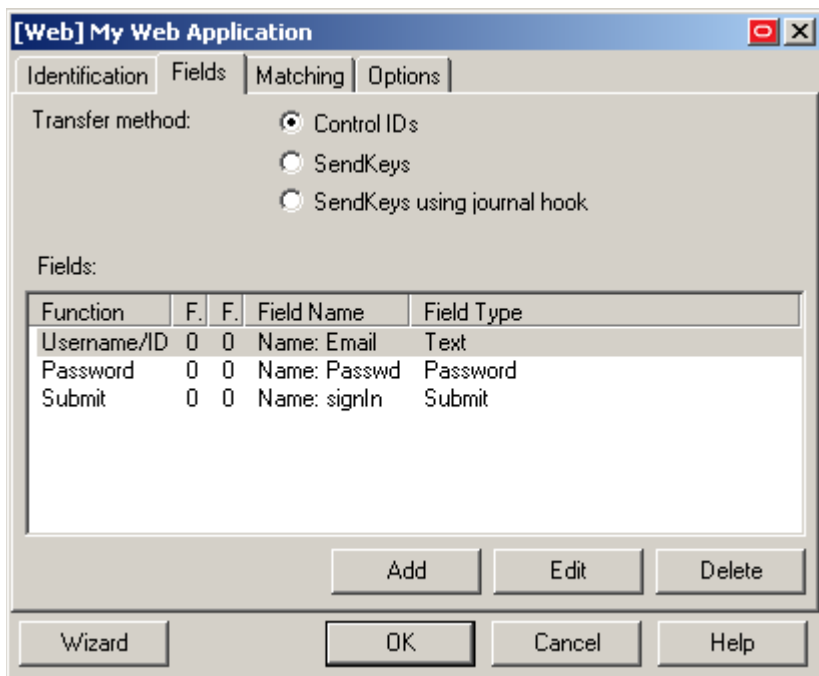 [Web] My Web Application
Identification Fields Matching Options
Transfer method: Control IDs
SendKeys
SendKeys using journal hook
Fields:
Function F. F. Field Name Field Type
Username/ID 0 0 Name: Email Text
Password 0 0 Name: Passwd Password
Submit 0 0 Name: signIn Submit
Add Edit Delete
Wizard OK Cancel Help